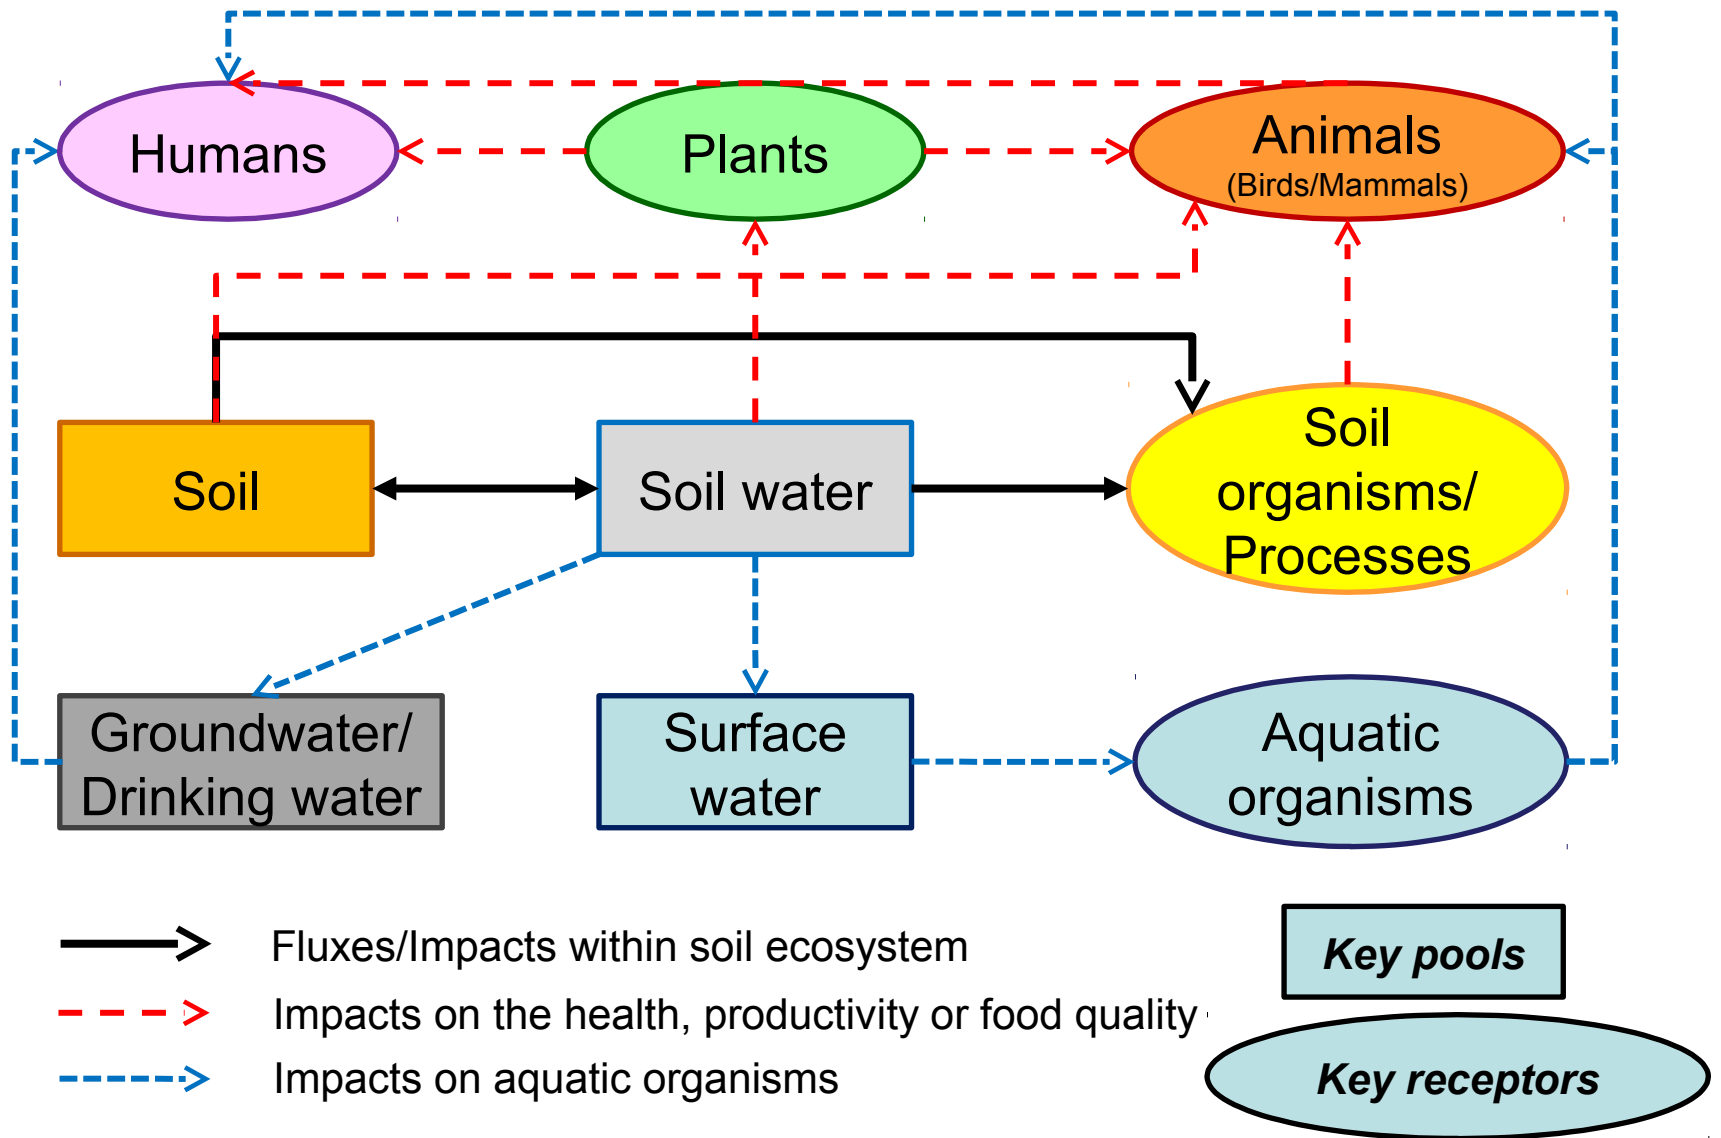 Humans
Plants
Animals
(Birds/Mammals)
Soil
Soil water
Soil
organisms/
Processes
Groundwater/
Drinking water
Surface
water
Aquatic
organisms
Fluxes/Impacts within soil ecosystem
Key pools
Impacts on the health, productivity or food quality
Impacts on aquatic organisms
Key receptors